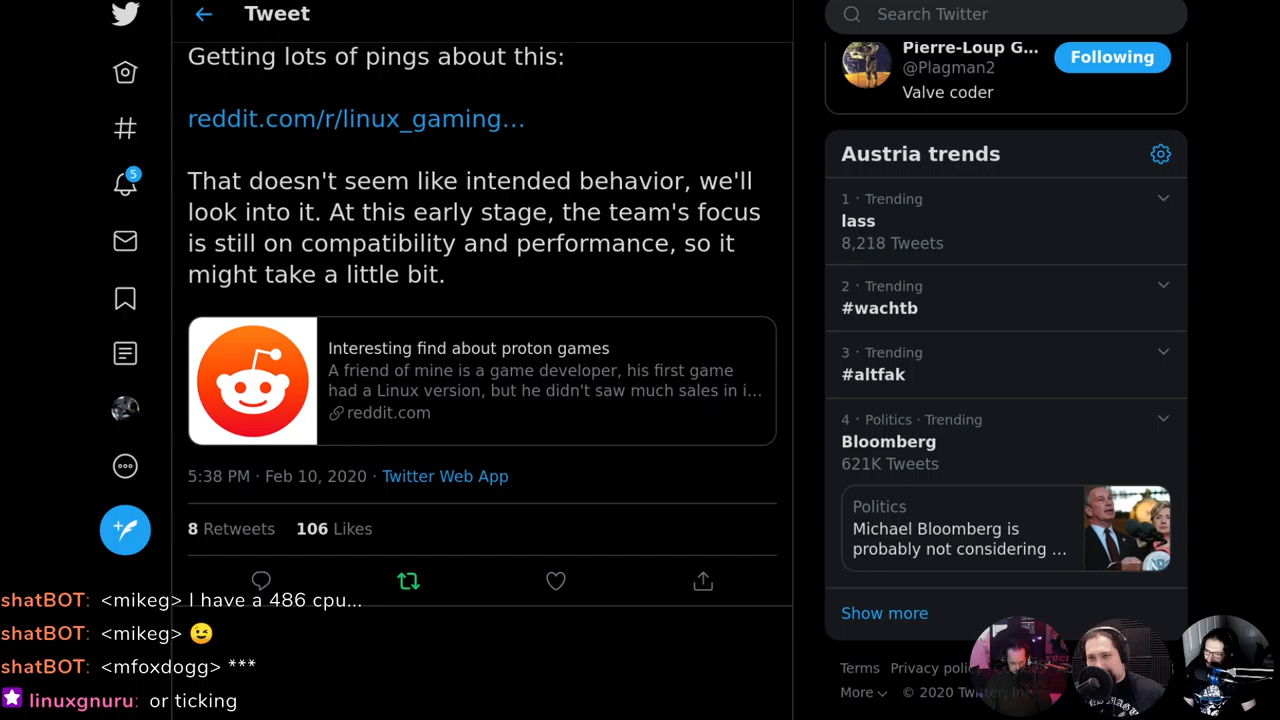 Tweet
Getting lots of pings about this:
reddit.com/r/linux_gaming…
That doesn't seem like intended behavior, we'll
look into it. At this early stage, the team's focus
is still on compatibility and performance, so it
might take a little bit.
Interesting find about proton games
A friend of mine is a game developer, his first game
had a Linux version, but he didn't saw much sales in i…
reddit.com
5:38 PM · Feb 10, 2020 · Twitter Web App
8 Retweets 106 Likes
5
shatBOT: <mikeg> I have a 486 cpu...
shatBOT: <mikeg> 😉
shatBOT: <mfoxdogg> ***
linuxgnuru: or ticking
Search Twitter
Pierre-Loup G…
@Plagman2
Following
Valve coder
Austria trends
1 · Trending
lass
8,218 Tweets
2 · Trending
#wachtb
3 · Trending
#altfak
4 · Politics · Trending
Bloomberg
621K Tweets
Politics
Michael Bloomberg is
probably not considering …
Show more
Terms Privacy
More © 2020